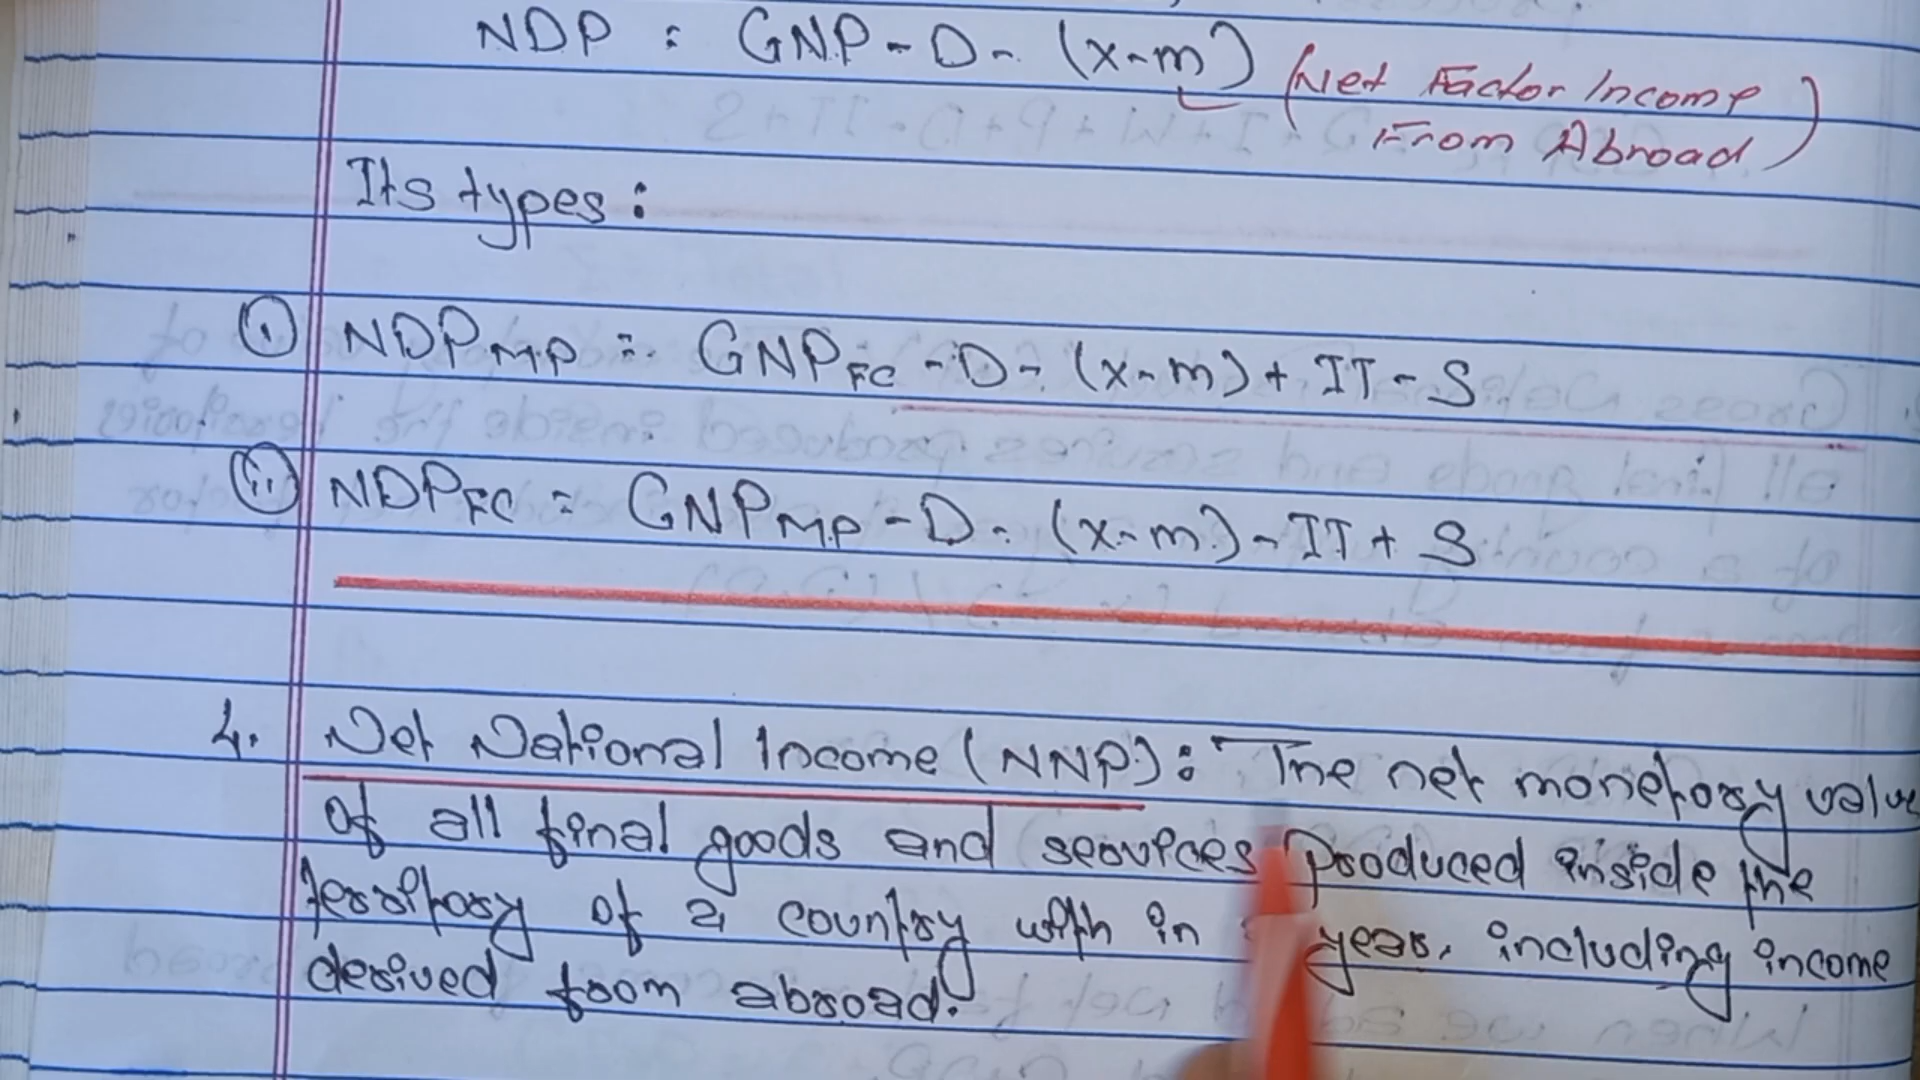 NDP = GNP - D - (x-m) (Net Factor Income
From Abroad)
Its types:
(i) NDPMP = GNPFC - D - (x-m) + IT - S
(ii) NDPFC = GNPMP - D - (x-m) - IT + S
4. Net National Income (NNP): The net monetary value
of all final goods and services produced inside the
territory of a country with in year, including income
derived from abroad.